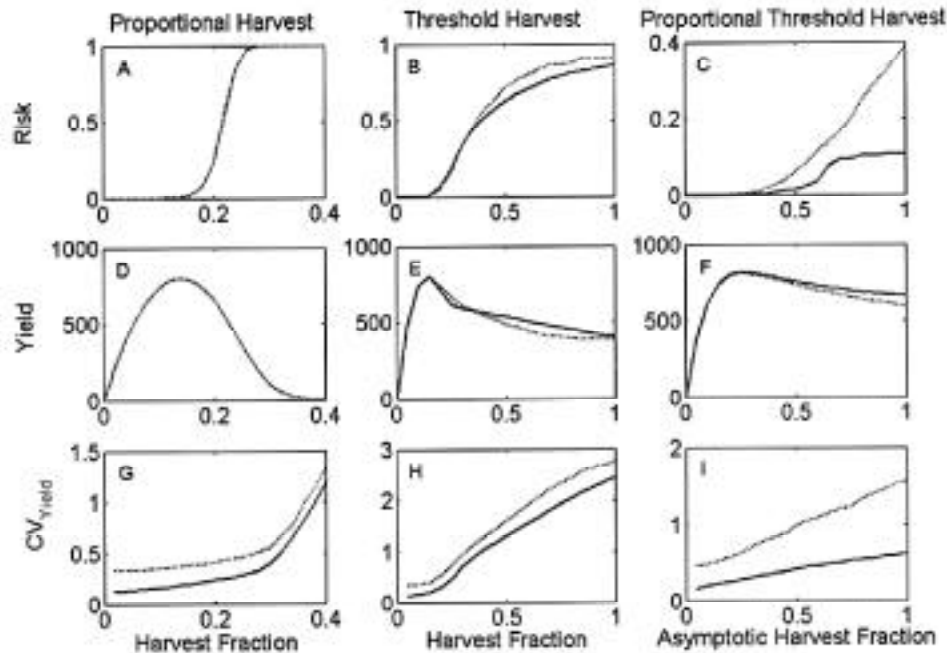 Proportional Harvest Threshold Harvest Proportional Threshold Harvest
1 1 0.4
A B C
Risk 0.5 0.5 0.2
0 0 0
0 0.2 0.4 0 0.5 1 0 0.5 1
1000 1000 1000
D E F
Yield 500 500 500
0 0 0
0 0.2 0.4 0 0.5 1 0 0.5 1
1.5 3 2
G H I
CVYield 1 2 1
0.5 1
0 0 0
0 0.2 0.4 0 0.5 1 0 0.5 1
Harvest Fraction Harvest Fraction Asymptotic Harvest Fraction